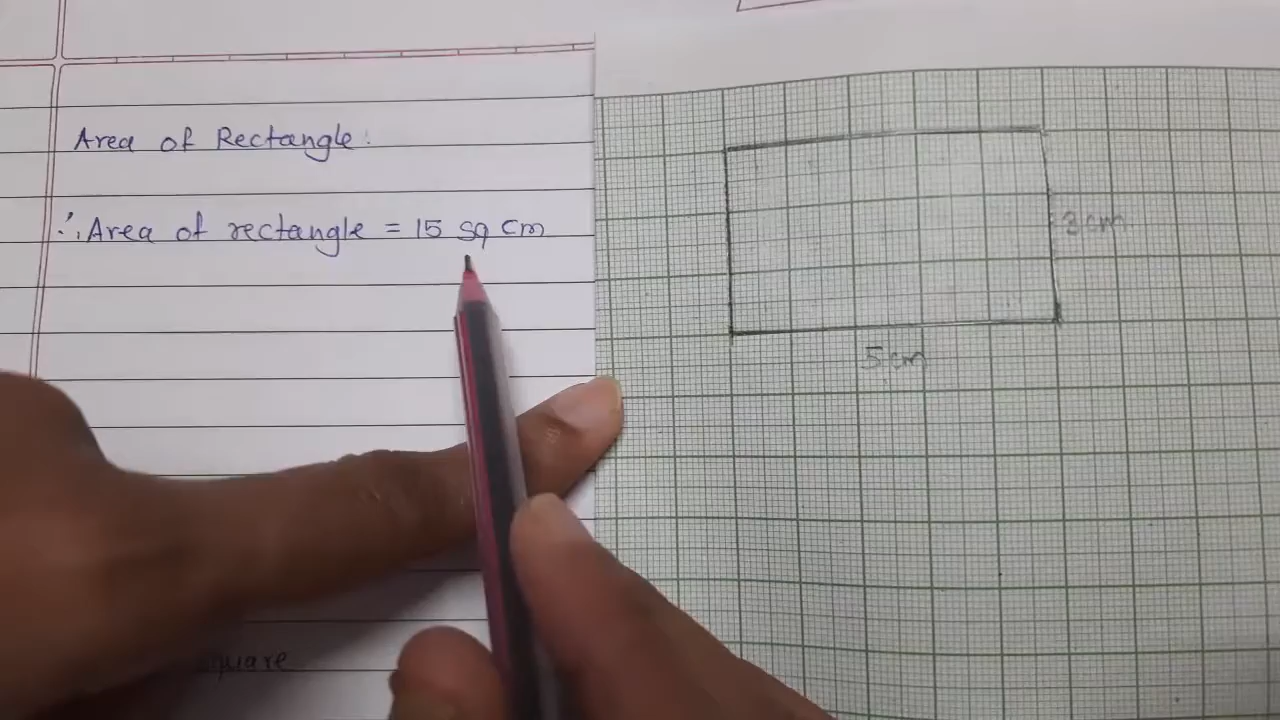 Area of Rectangle:
∴ Area of rectangle = 15 sq cm
3 cm
5 cm